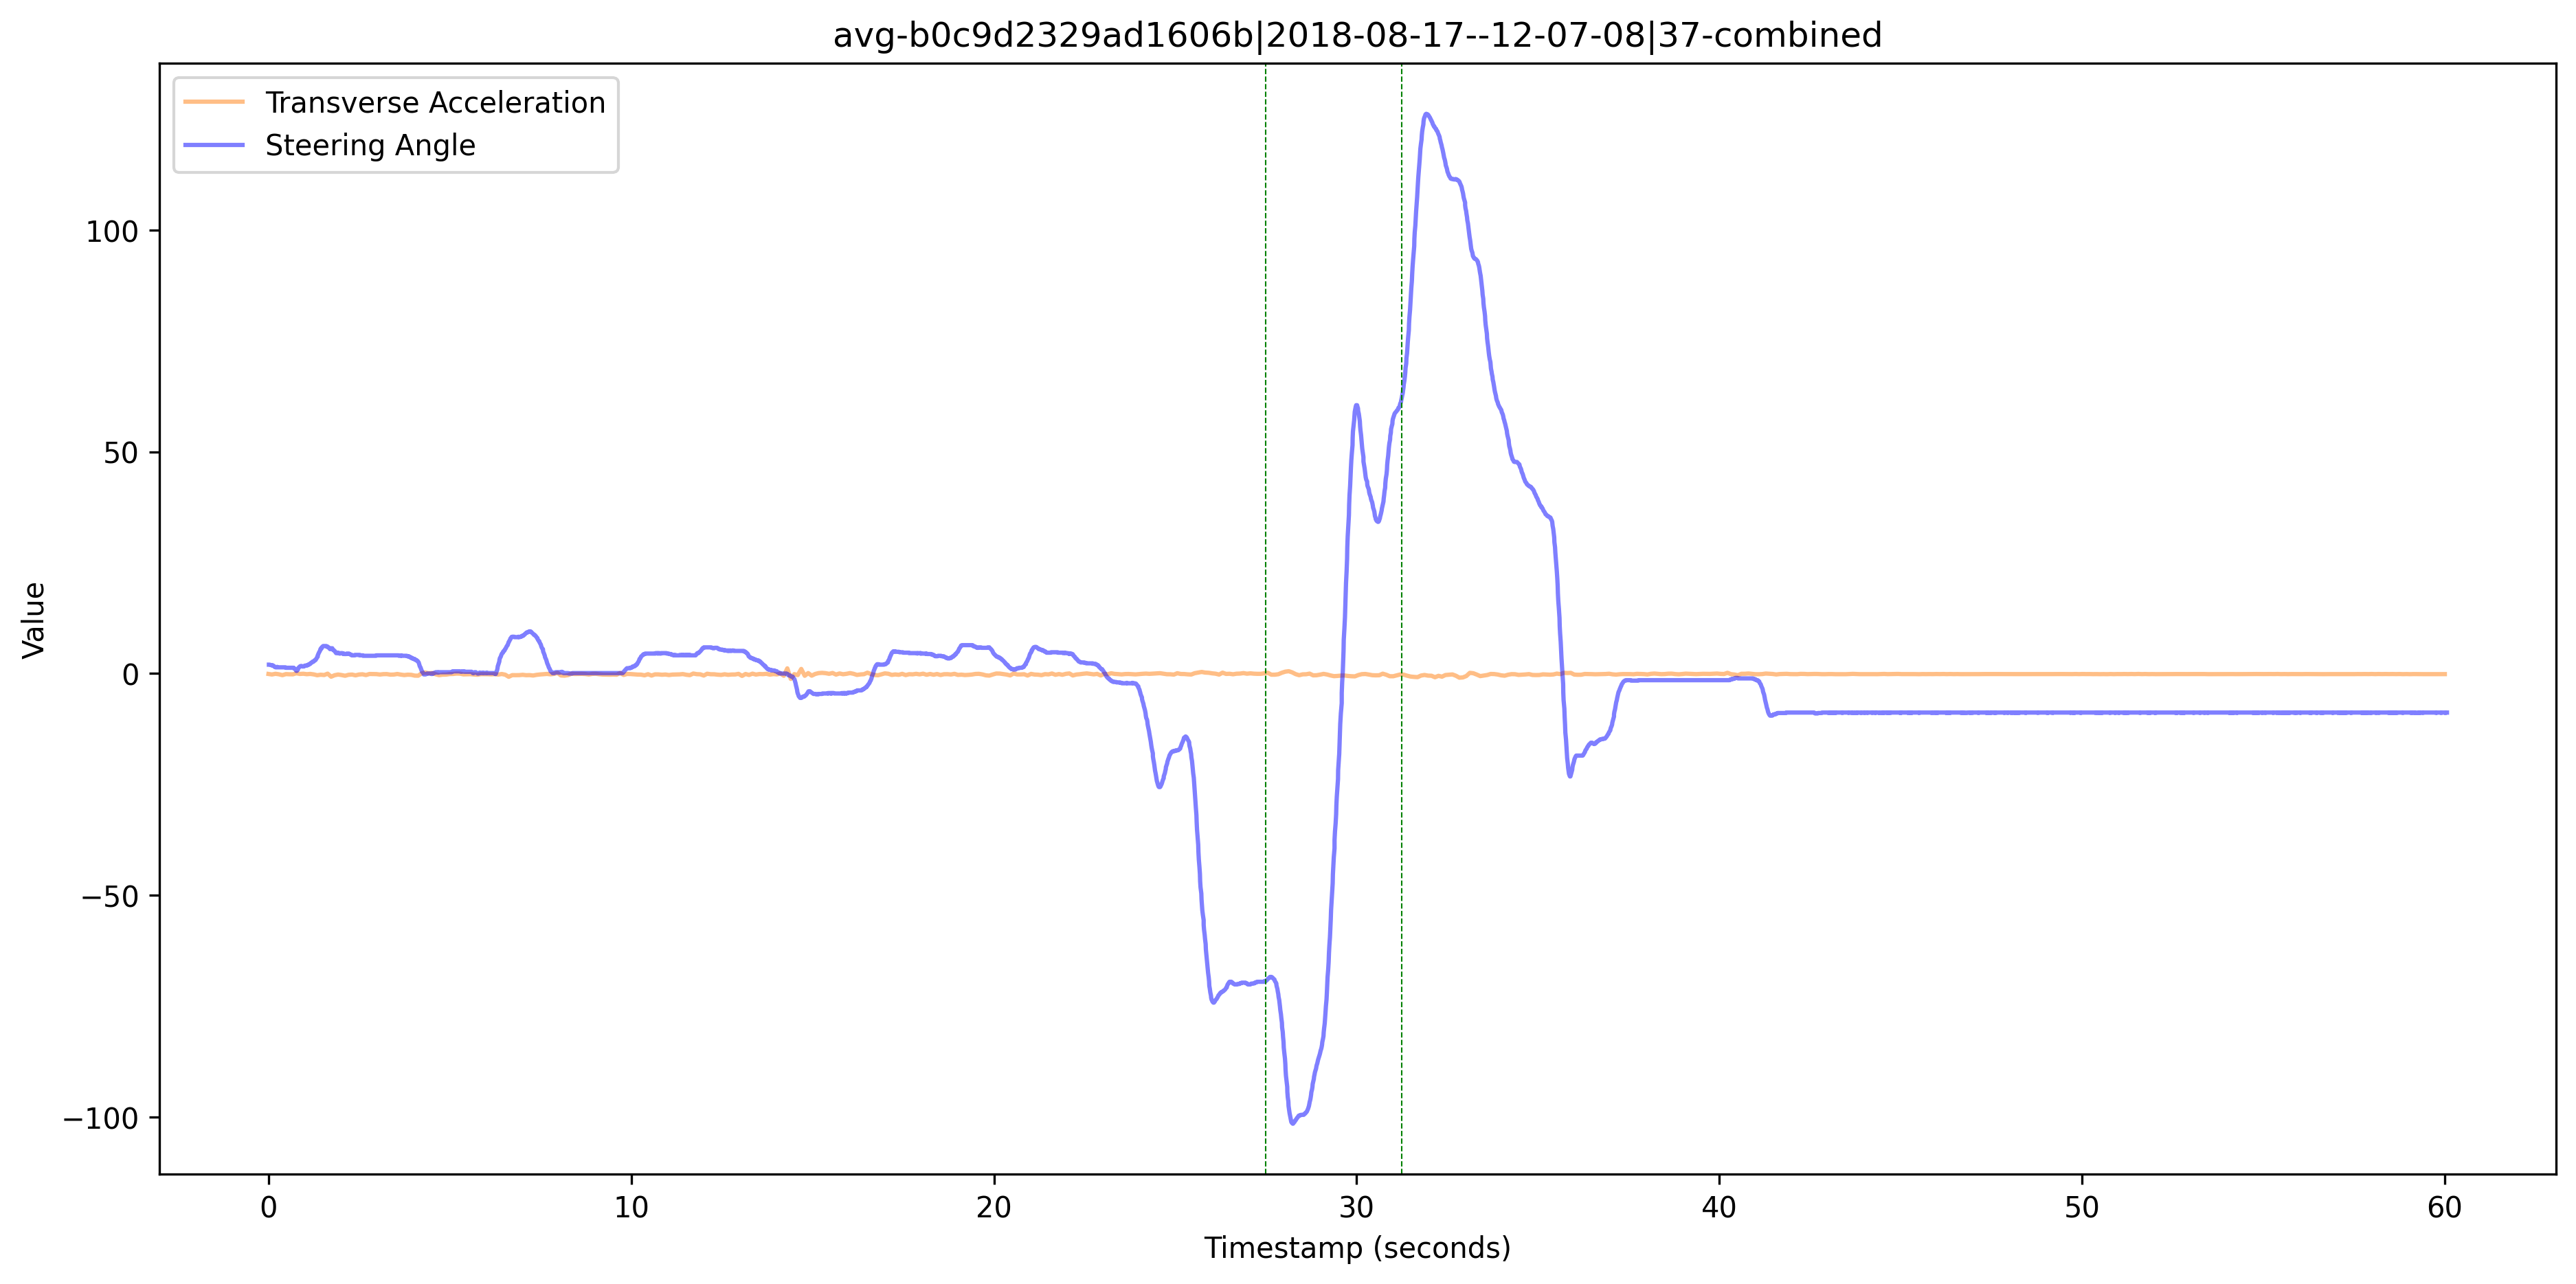 avg-b0c9d2329ad1606b|2018-08-17--12-07-08|37-combined
Transverse Acceleration
Steering Angle
Value
100
50
0
−50
−100
0 10 20 30 40 50 60
Timestamp (seconds)